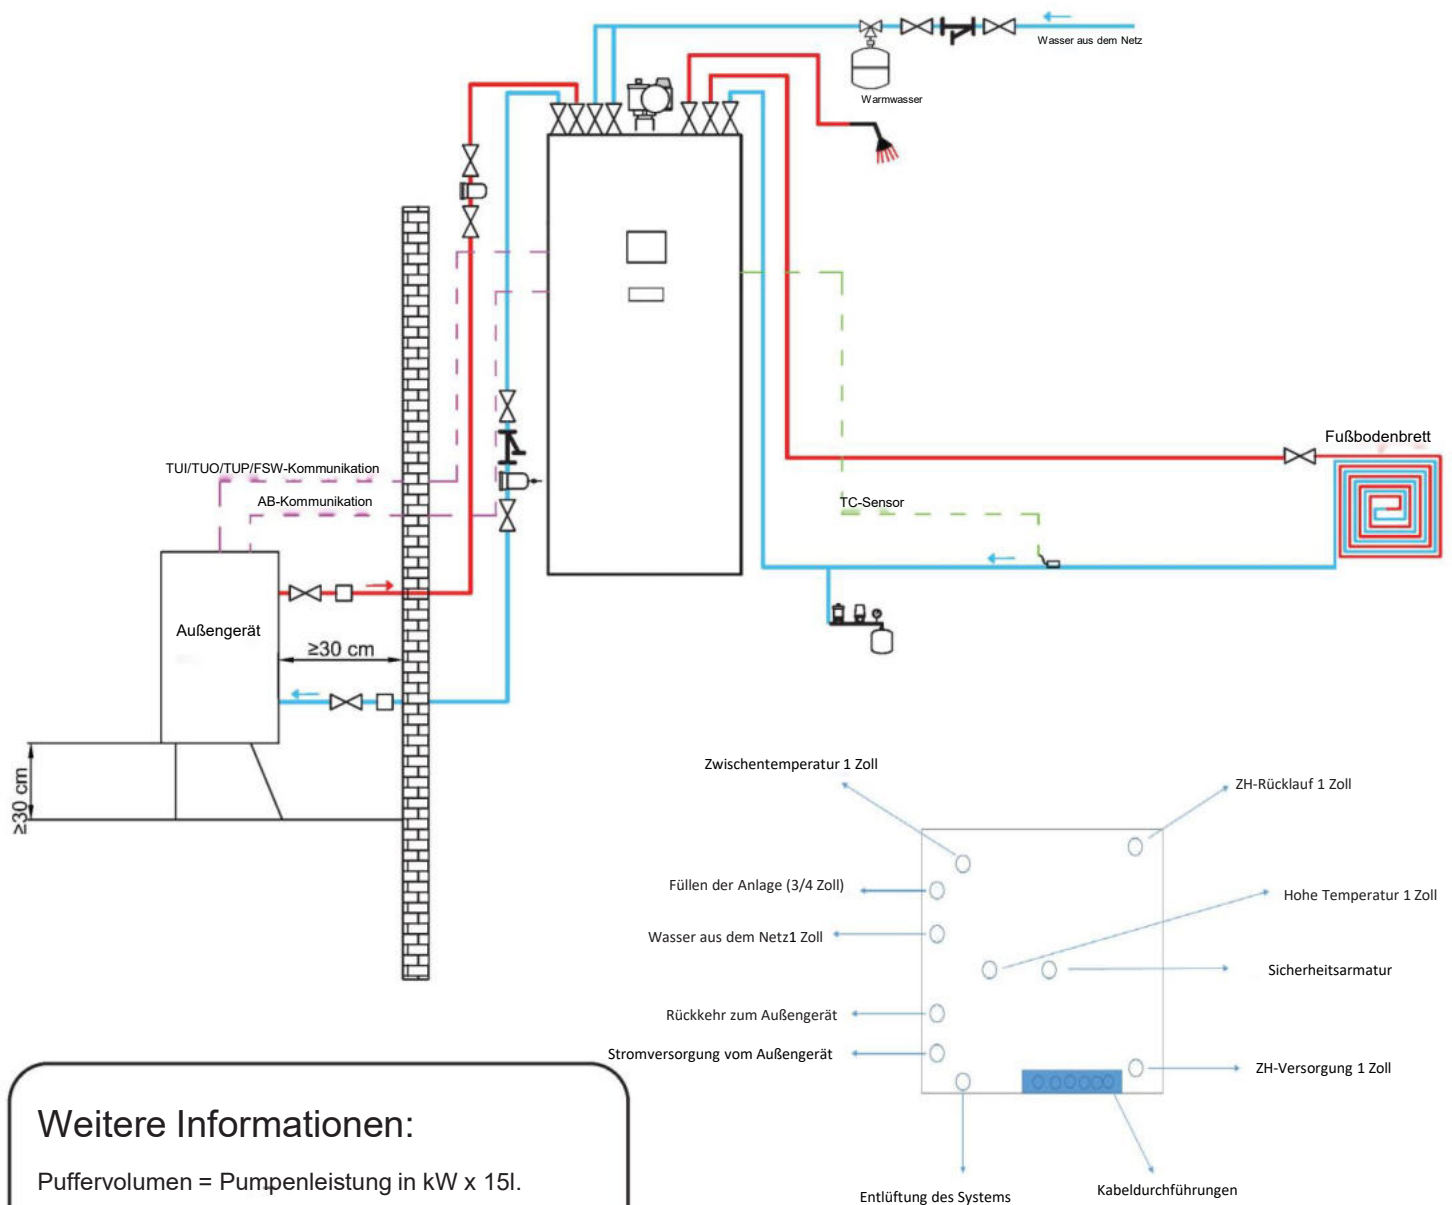 Wasser aus dem Netz
Warmwasser
TUI/TUO/TUP/FSW-Kommunikation
AB-Kommunikation
TC-Sensor
Fußbodenbrett
Außengerät
≥30 cm
≥30 cm
Zwischentemperatur 1 Zoll
ZH-Rücklauf 1 Zoll
Füllen der Anlage (3/4 Zoll)
Hohe Temperatur 1 Zoll
Wasser aus dem Netz1 Zoll
Sicherheitsarmatur
Rückkehr zum Außengerät
Stromversorgung vom Außengerät
ZH-Versorgung 1 Zoll
Entlüftung des Systems
Kabeldurchführungen
Weitere Informationen:
Puffervolumen = Pumpenleistung in kW x 15l.